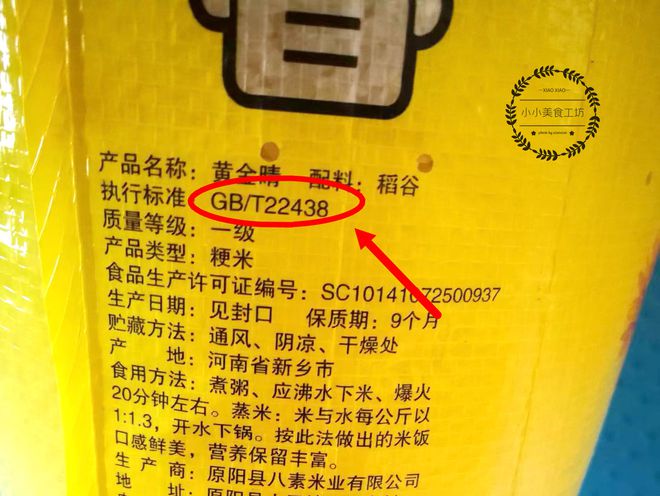 —XIAO XIAO—
小小美食工坊
产品名称：黄金晴 配料：稻谷
执行标准 GB/T22438
质量等级：一级
产品类型：粳米
食品生产许可证编号：SC10141072500937
生产日期：见封口 保质期：9个月
贮藏方法：通风、阴凉、干燥处
产 地：河南省新乡市
食用方法：煮粥、应沸水下米、爆火
20分钟左右。蒸米：米与水每公斤以
1:1.3，开水下锅。按此法做出的米饭
口感鲜美，营养保留丰富。
生 产 商：原阳县八素米业有限公司
地 址：原阳县